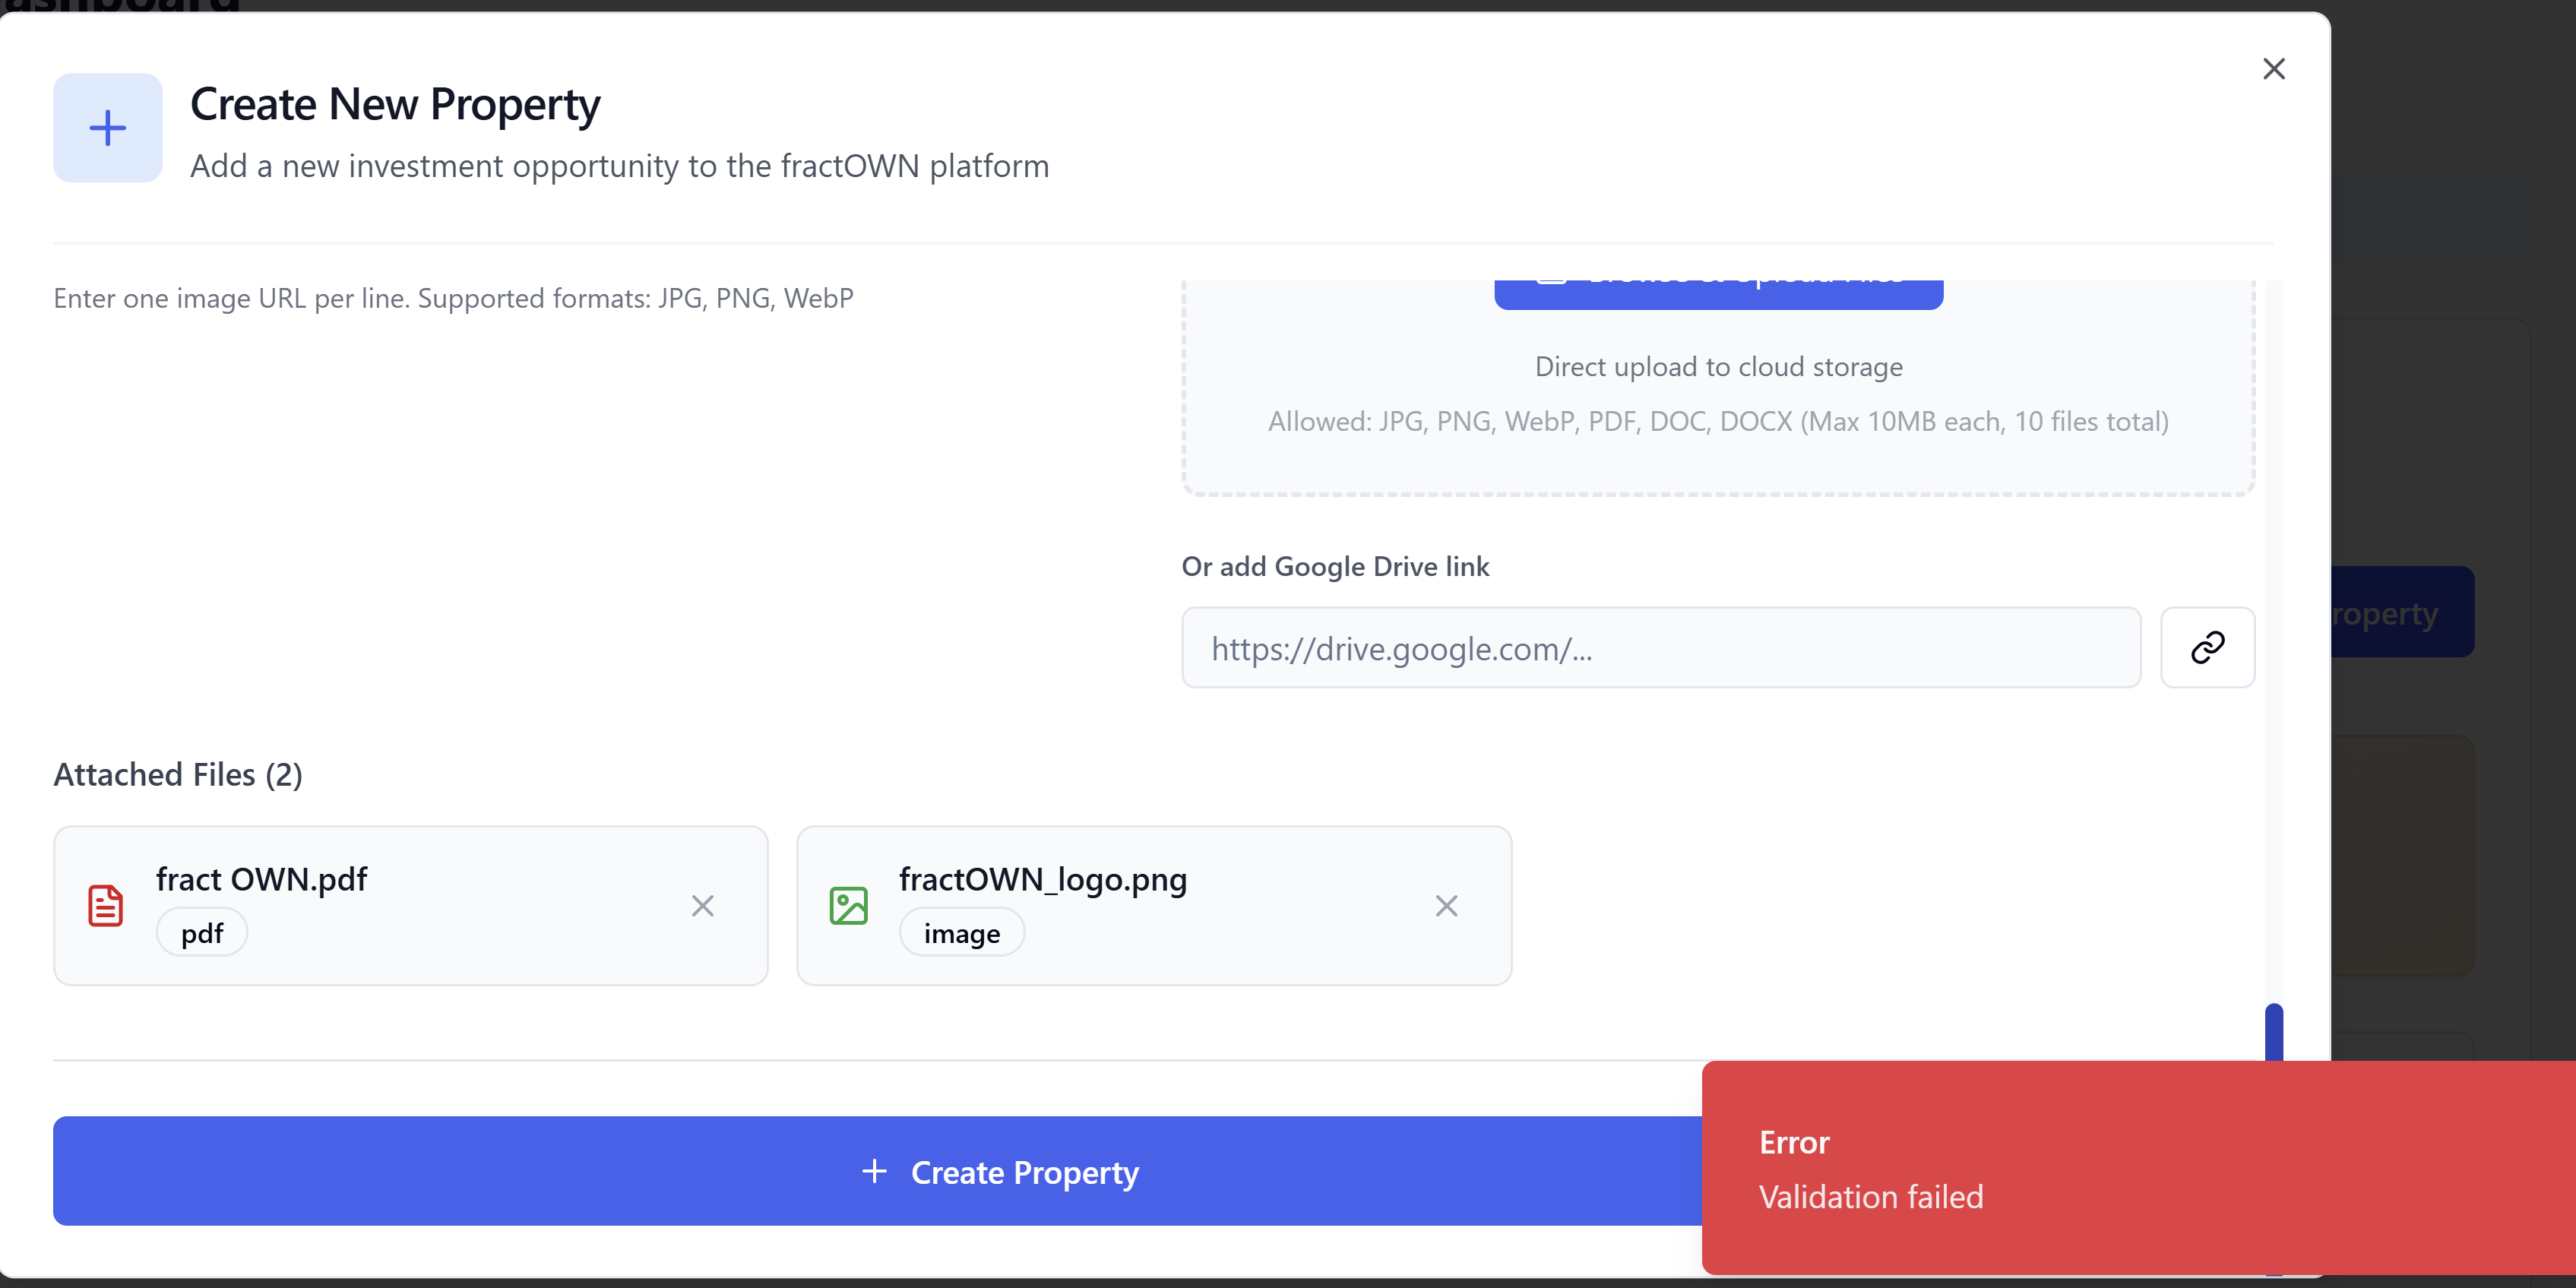 Create New Property
Add a new investment opportunity to the fractOWN platform
Enter one image URL per line. Supported formats: JPG, PNG, WebP
Direct upload to cloud storage
Allowed: JPG, PNG, WebP, PDF, DOC, DOCX (Max 10MB each, 10 files total)
Or add Google Drive link
https://drive.google.com/...
roperty
Attached Files (2)
fract OWN.pdf
pdf
fractOWN_logo.png
image
Create Property
Error
Validation failed